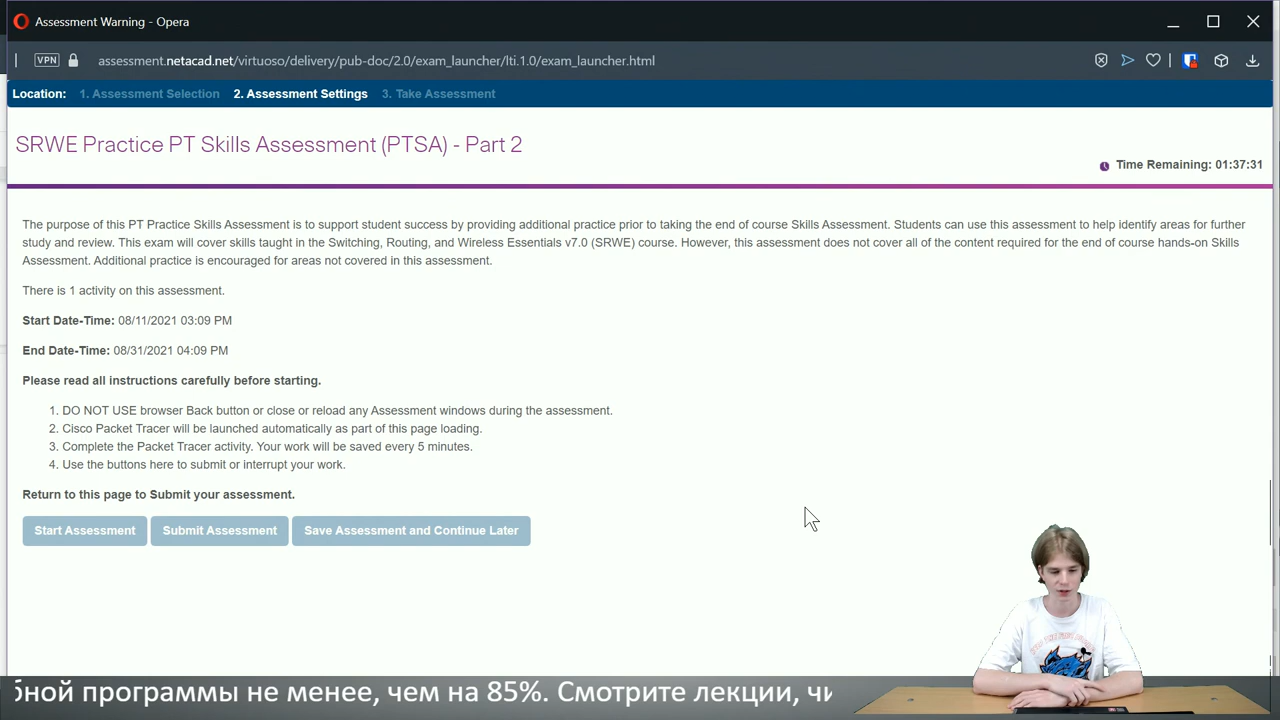 Assessment Warning - Opera
VPN assessment.netacad.net/virtuoso/delivery/pub-doc/2.0/exam_launcher/lti.1.0/exam_launcher.html
Location: 1. Assessment Selection 2. Assessment Settings 3. Take Assessment
SRWE Practice PT Skills Assessment (PTSA) - Part 2
Time Remaining: 01:37:31
The purpose of this PT Practice Skills Assessment is to support student success by providing additional practice prior to taking the end of course Skills Assessment. Students can use this assessment to help identify areas for further
study and review. This exam will cover skills taught in the Switching, Routing, and Wireless Essentials v7.0 (SRWE) course. However, this assessment does not cover all of the content required for the end of course hands-on Skills
Assessment. Additional practice is encouraged for areas not covered in this assessment.
There is 1 activity on this assessment.
Start Date-Time: 08/11/2021 03:09 PM
End Date-Time: 08/31/2021 04:09 PM
Please read all instructions carefully before starting.
1. DO NOT USE browser Back button or close or reload any Assessment windows during the assessment.
2. Cisco Packet Tracer will be launched automatically as part of this page loading.
3. Complete the Packet Tracer activity. Your work will be saved every 5 minutes.
4. Use the buttons here to submit or interrupt your work.
Return to this page to Submit your assessment.
Start Assessment Submit Assessment Save Assessment and Continue Later
бной программы не менее, чем на 85%. Смотрите лекции, чи